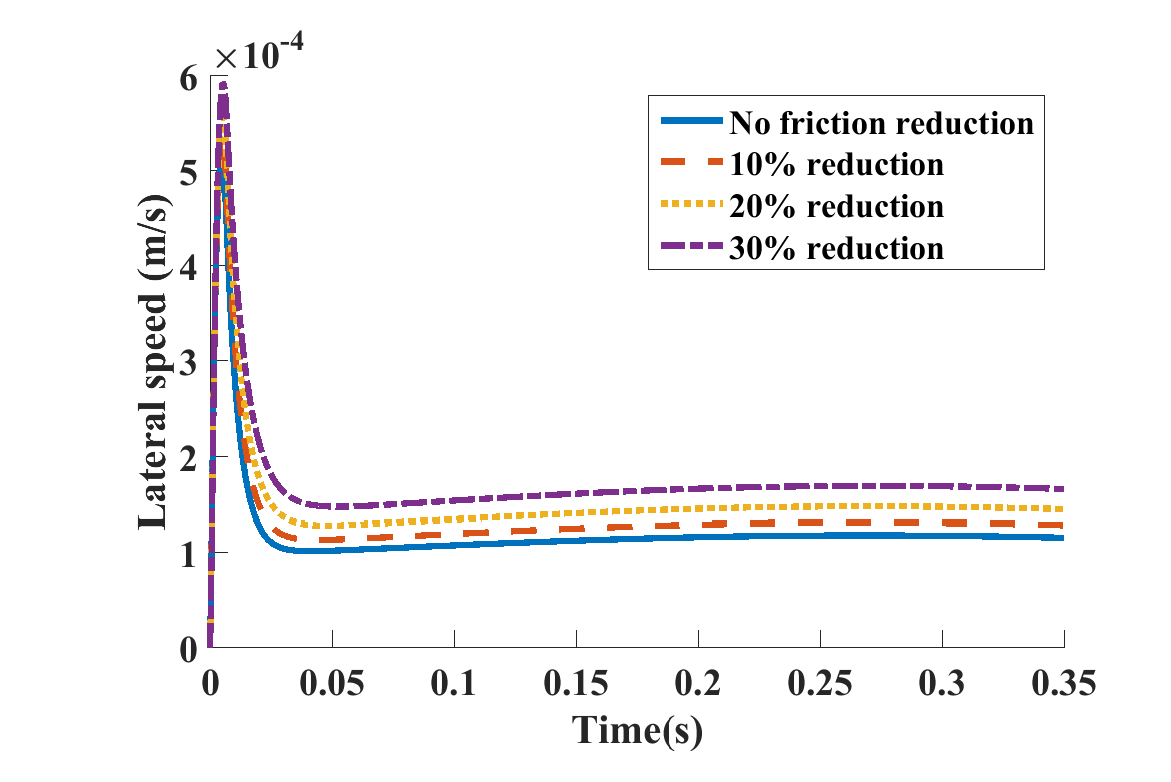 ×10-4
6
5
4
3
2
1
0
Lateral speed (m/s)
No friction reduction
10% reduction
20% reduction
30% reduction
0 0.05 0.1 0.15 0.2 0.25 0.3 0.35
Time(s)